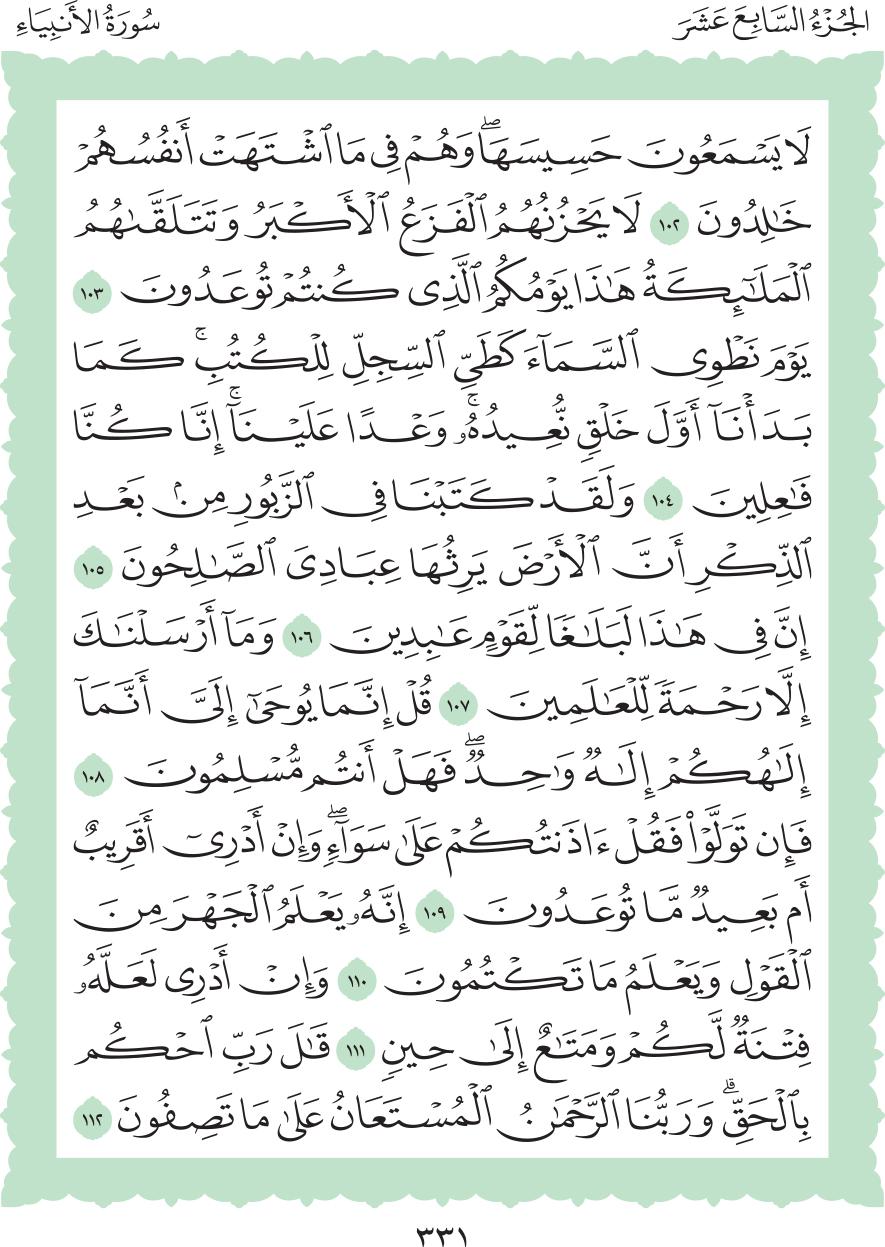 الجُزْءُ السَّابِعَ عَشَرَ
سُورَةُ الأَنبِيَاءِ
لَا يَسْمَعُونَ حَسِيسَهَاۖ وَهُمْ فِى مَا ٱشْتَهَتْ أَنفُسُهُمْ
خَٰلِدُونَ ١٠٢ لَا يَحْزُنُهُمُ ٱلْفَزَعُ ٱلْأَكْبَرُ وَتَتَلَقَّىٰهُمُ
ٱلْمَلَٰٓئِكَةُ هَٰذَا يَوْمُكُمُ ٱلَّذِى كُنتُمْ تُوعَدُونَ ١٠٣
يَوْمَ نَطْوِى ٱلسَّمَآءَ كَطَىِّ ٱلسِّجِلِّ لِلْكُتُبِۚ كَمَا
بَدَأْنَآ أَوَّلَ خَلْقٍ نُّعِيدُهُۥۚ وَعْدًا عَلَيْنَآۚ إِنَّا كُنَّا
فَٰعِلِينَ ١٠٤ وَلَقَدْ كَتَبْنَا فِى ٱلزَّبُورِ مِنۢ بَعْدِ
ٱلذِّكْرِ أَنَّ ٱلْأَرْضَ يَرِثُهَا عِبَادِىَ ٱلصَّٰلِحُونَ ١٠٥
إِنَّ فِى هَٰذَا لَبَلَٰغًا لِّقَوْمٍ عَٰبِدِينَ ١٠٦ وَمَآ أَرْسَلْنَٰكَ
إِلَّا رَحْمَةً لِّلْعَٰلَمِينَ ١٠٧ قُلْ إِنَّمَا يُوحَىٰٓ إِلَىَّ أَنَّمَآ
إِلَٰهُكُمْ إِلَٰهٌ وَٰحِدٌۖ فَهَلْ أَنتُم مُّسْلِمُونَ ١٠٨
فَإِن تَوَلَّوْا۟ فَقُلْ ءَاذَنتُكُمْ عَلَىٰ سَوَآءٍۖ وَإِنْ أَدْرِىٓ أَقَرِيبٌ
أَم بَعِيدٌ مَّا تُوعَدُونَ ١٠٩ إِنَّهُۥ يَعْلَمُ ٱلْجَهْرَ مِنَ
ٱلْقَوْلِ وَيَعْلَمُ مَا تَكْتُمُونَ ١١٠ وَإِنْ أَدْرِى لَعَلَّهُۥ
فِتْنَةٌ لَّكُمْ وَمَتَٰعٌ إِلَىٰ حِينٍ ١١١ قَٰلَ رَبِّ ٱحْكُم
بِٱلْحَقِّۗ وَرَبُّنَا ٱلرَّحْمَٰنُ ٱلْمُسْتَعَانُ عَلَىٰ مَا تَصِفُونَ ١١٢
٣٣١